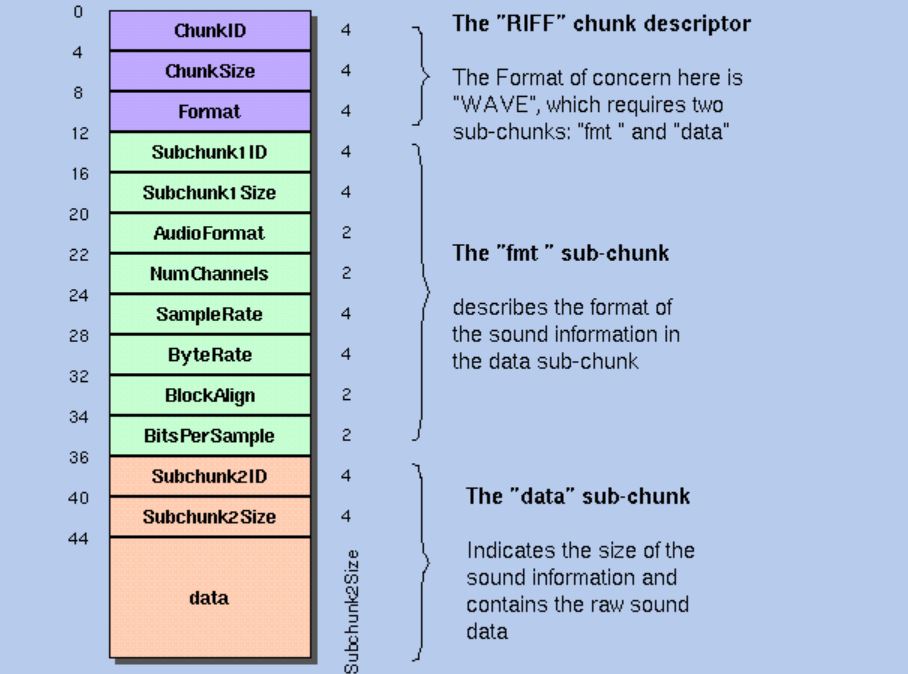 0
ChunkID 4
4
ChunkSize 4
8
Format 4
12
The "RIFF" chunk descriptor
The Format of concern here is
"WAVE", which requires two
sub-chunks: "fmt " and "data"
Subchunk1ID 4
16
Subchunk1Size 4
20
AudioFormat 2
22
NumChannels 2
24
SampleRate 4
28
ByteRate 4
32
BlockAlign 2
34
BitsPerSample 2
36
The "fmt " sub-chunk
describes the format of
the sound information in
the data sub-chunk
Subchunk2ID 4
40
Subchunk2Size 4
44
data Subchunk2Size
The "data" sub-chunk
Indicates the size of the
sound information and
contains the raw sound
data